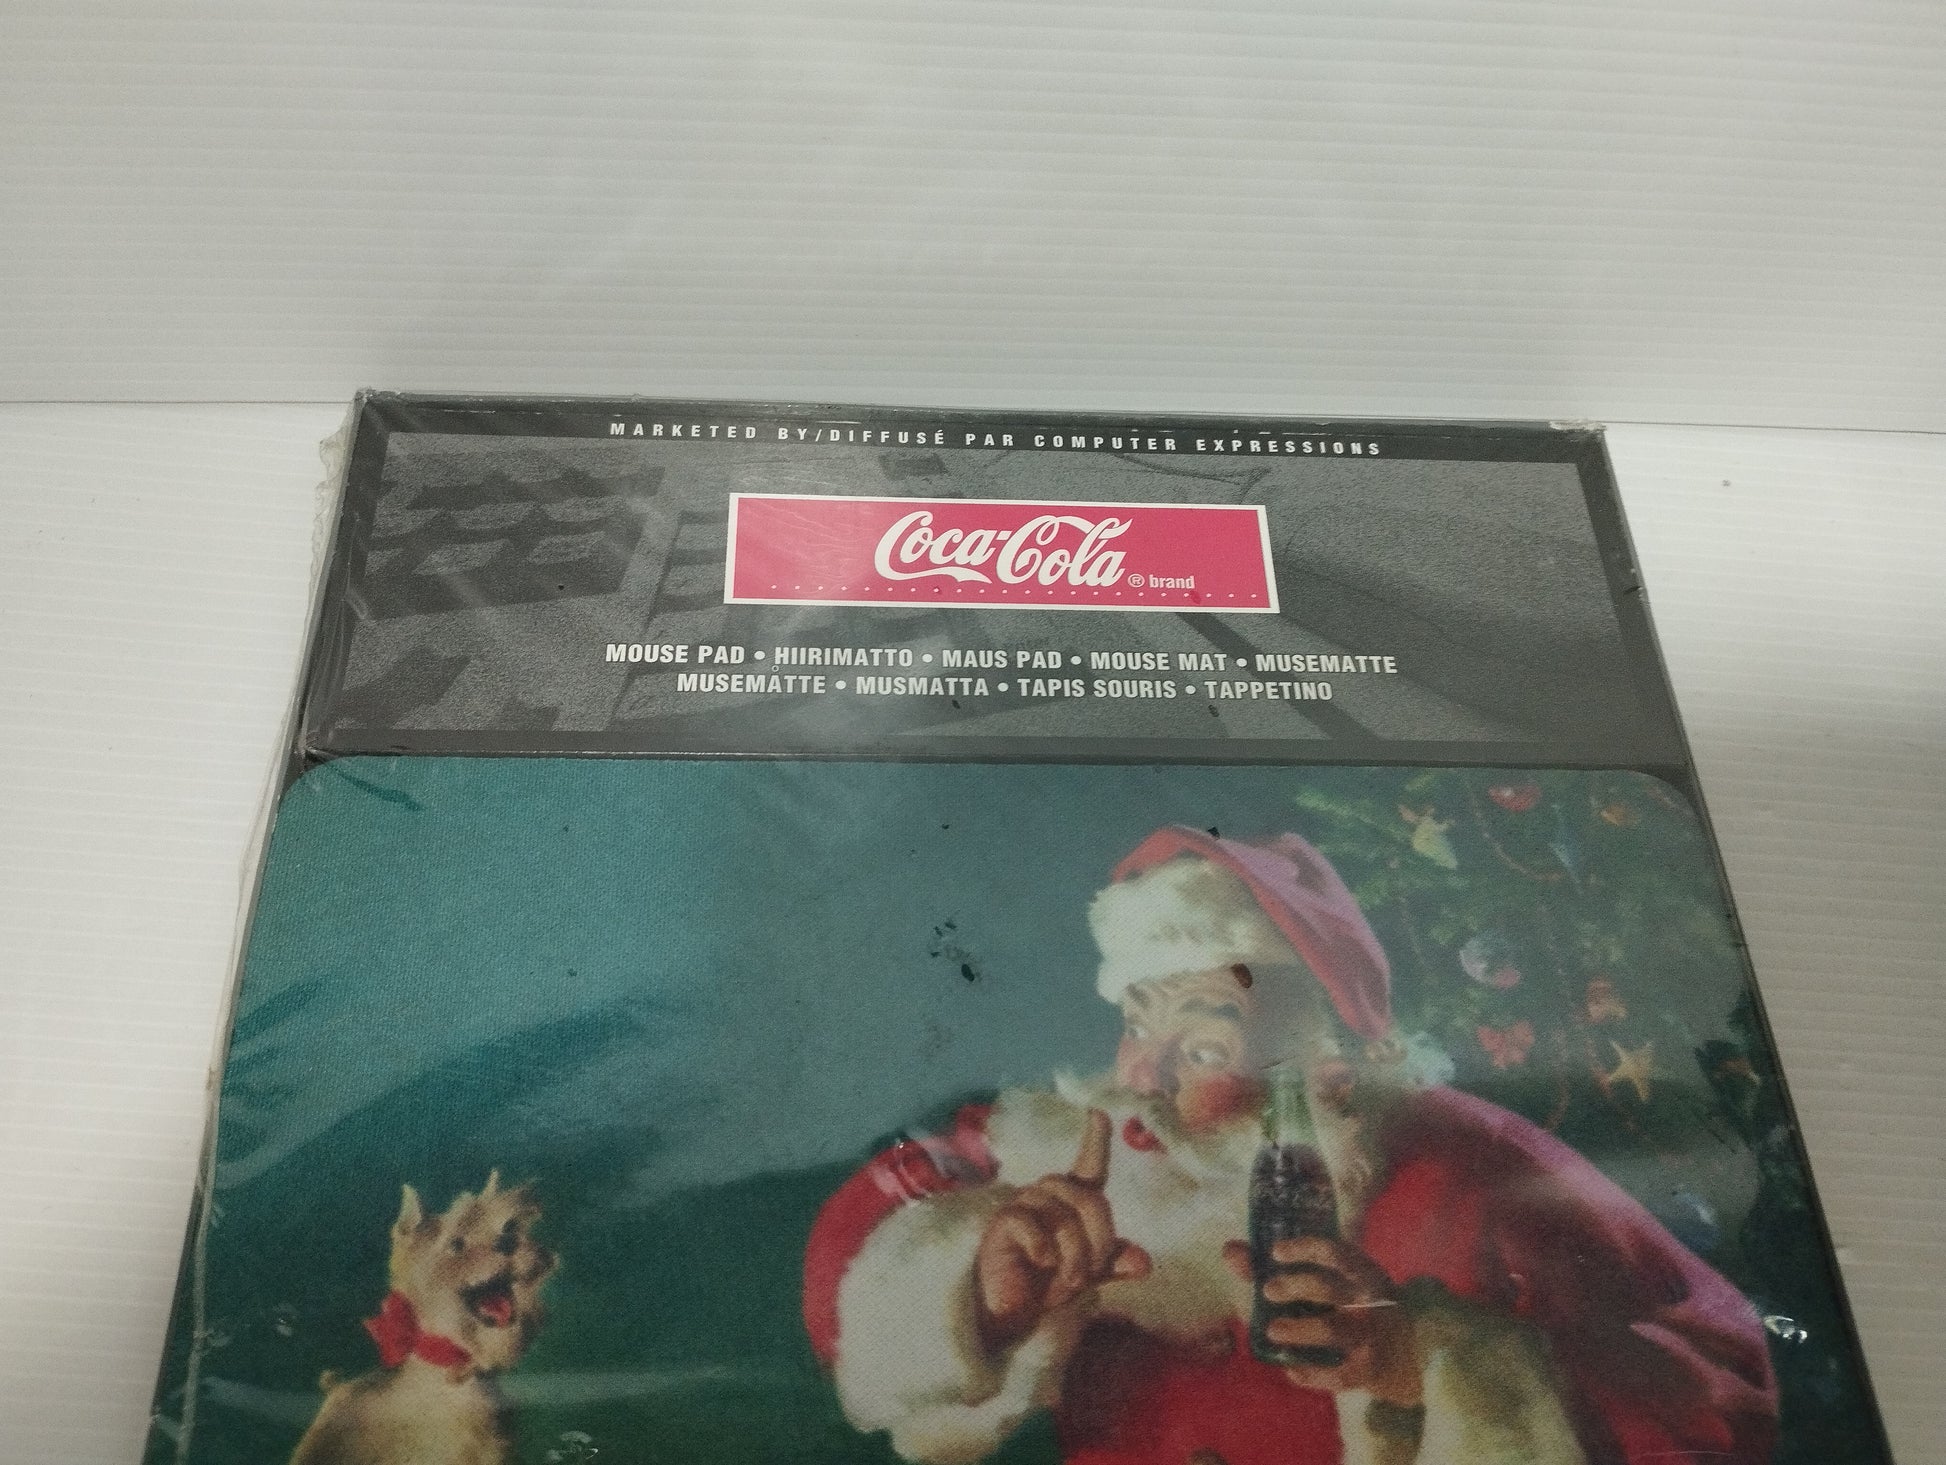 MARKETED BY/DIFFUSÉ PAR COMPUTER EXPRESSIONS
Coca-Cola ® brand
MOUSE PAD • HIIRIMATTO • MAUS PAD • MOUSE MAT • MUSEMATTE
MUSEMATTE • MUSMATTA • TAPIS SOURIS • TAPPETINO